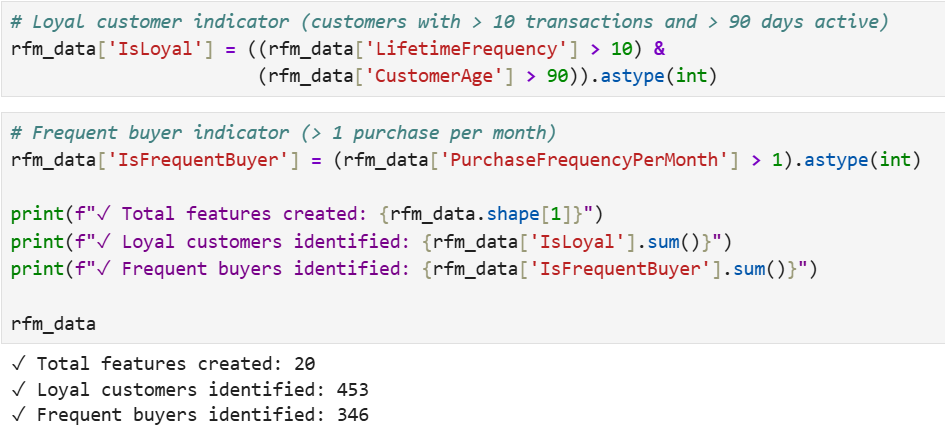 # Loyal customer indicator (customers with > 10 transactions and > 90 days active)
rfm_data['IsLoyal'] = ((rfm_data['LifetimeFrequency'] > 10) &
                       (rfm_data['CustomerAge'] > 90)).astype(int)
# Frequent buyer indicator (> 1 purchase per month)
rfm_data['IsFrequentBuyer'] = (rfm_data['PurchaseFrequencyPerMonth'] > 1).astype(int)
print(f"✓ Total features created: {rfm_data.shape[1]}")
print(f"✓ Loyal customers identified: {rfm_data['IsLoyal'].sum()}")
print(f"✓ Frequent buyers identified: {rfm_data['IsFrequentBuyer'].sum()}")
rfm_data
✓ Total features created: 20
✓ Loyal customers identified: 453
✓ Frequent buyers identified: 346